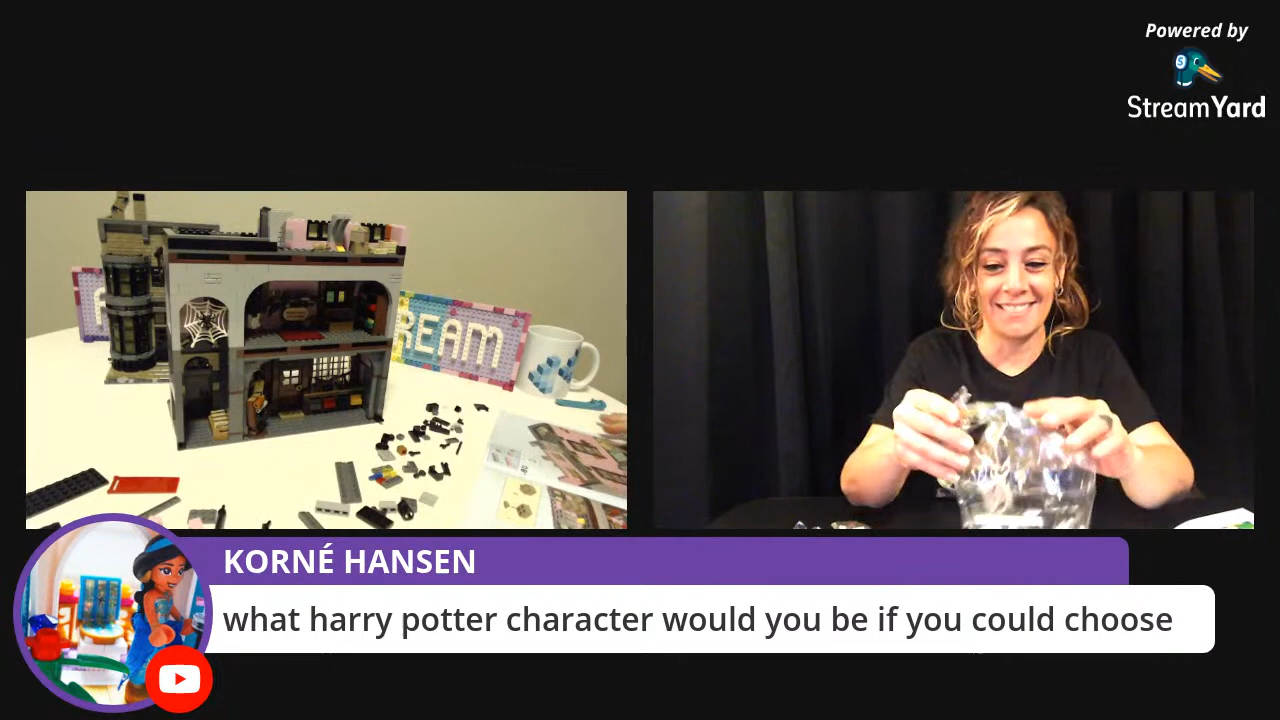 Powered by
StreamYard
REAM
KORNÉ HANSEN
what harry potter character would you be if you could choose